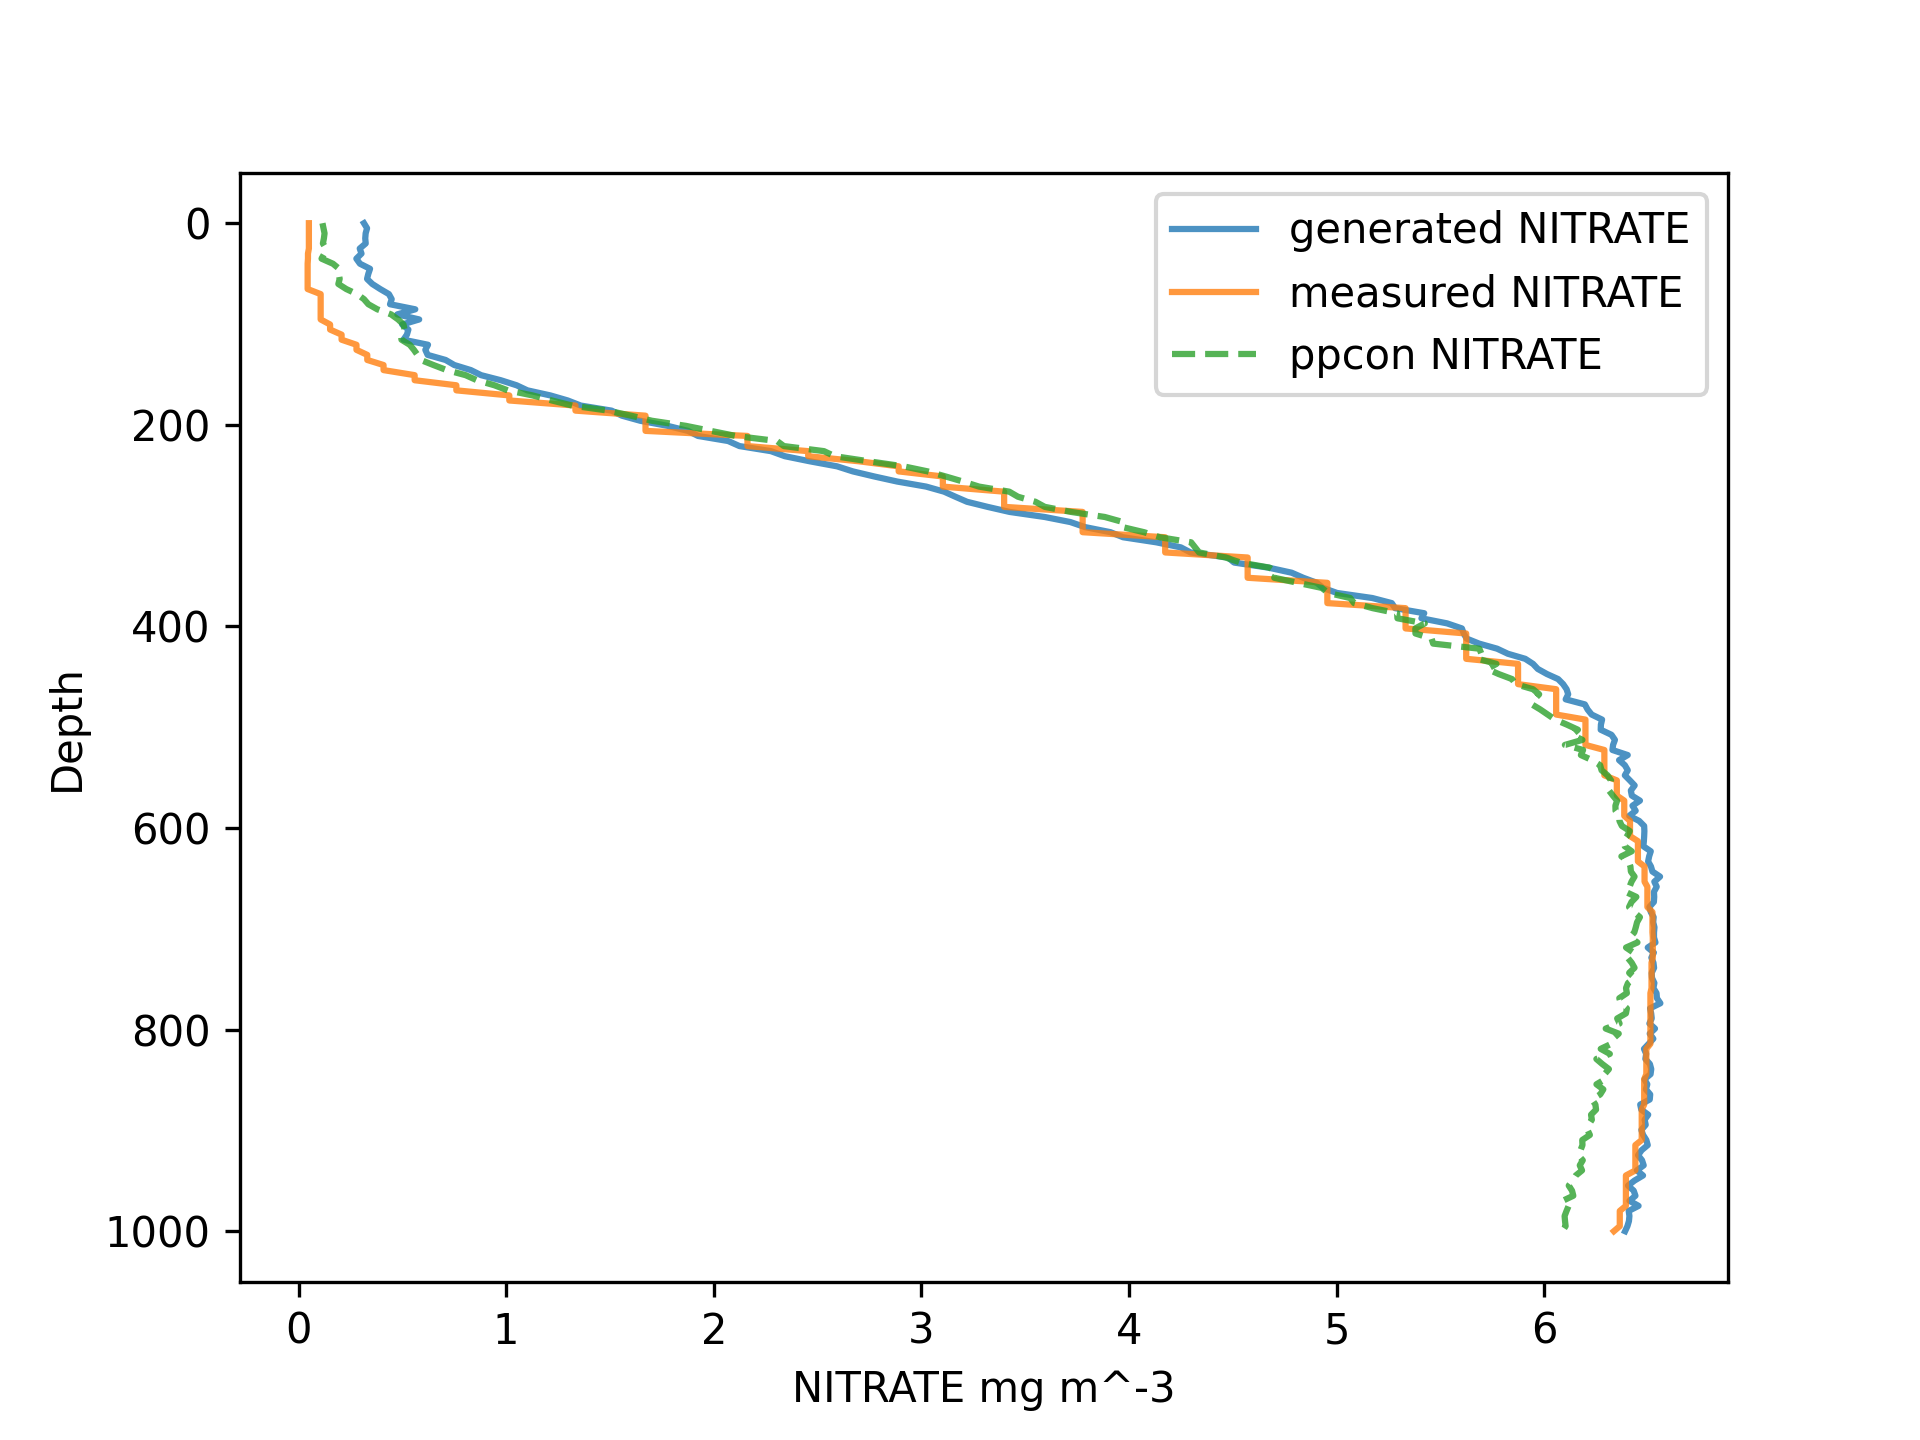 generated NITRATE
measured NITRATE
ppcon NITRATE
0
200
400
600
800
1000
Depth
0 1 2 3 4 5 6
NITRATE mg m^-3